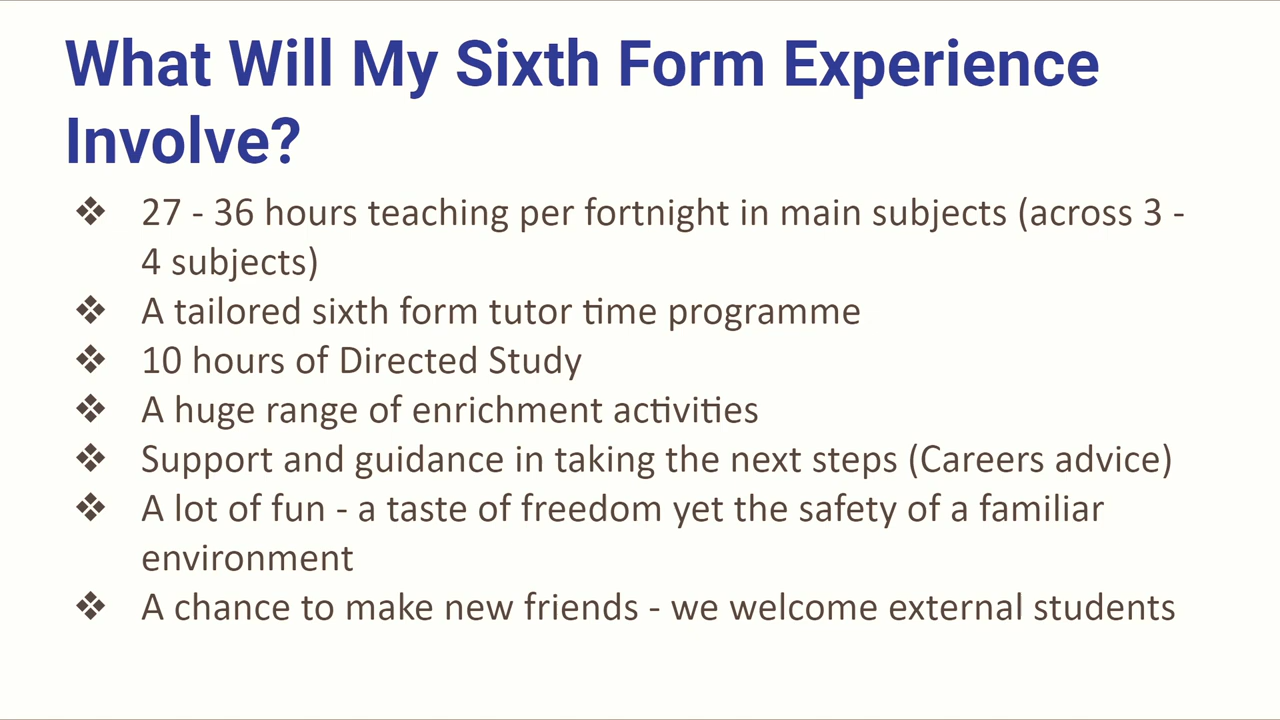 What Will My Sixth Form Experience
Involve?
❖ 27 - 36 hours teaching per fortnight in main subjects (across 3 -
4 subjects)
❖ A tailored sixth form tutor time programme
❖ 10 hours of Directed Study
❖ A huge range of enrichment activities
❖ Support and guidance in taking the next steps (Careers advice)
❖ A lot of fun - a taste of freedom yet the safety of a familiar
environment
❖ A chance to make new friends - we welcome external students